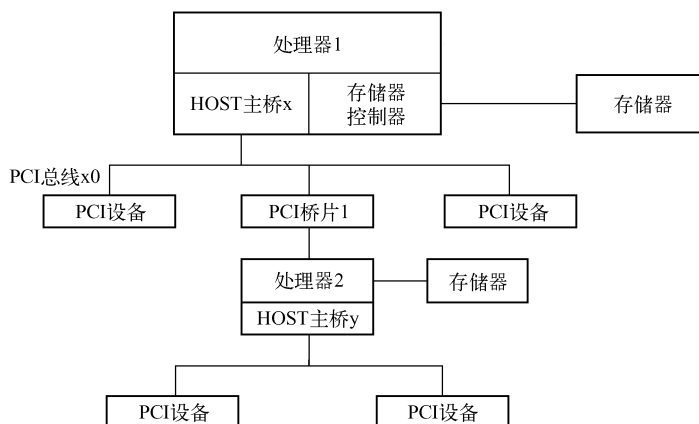 处理器1
HOST主桥x
存储器
控制器
存储器
PCI总线x0
PCI设备
PCI桥片1
PCI设备
处理器2
存储器
HOST主桥y
PCI设备
PCI设备